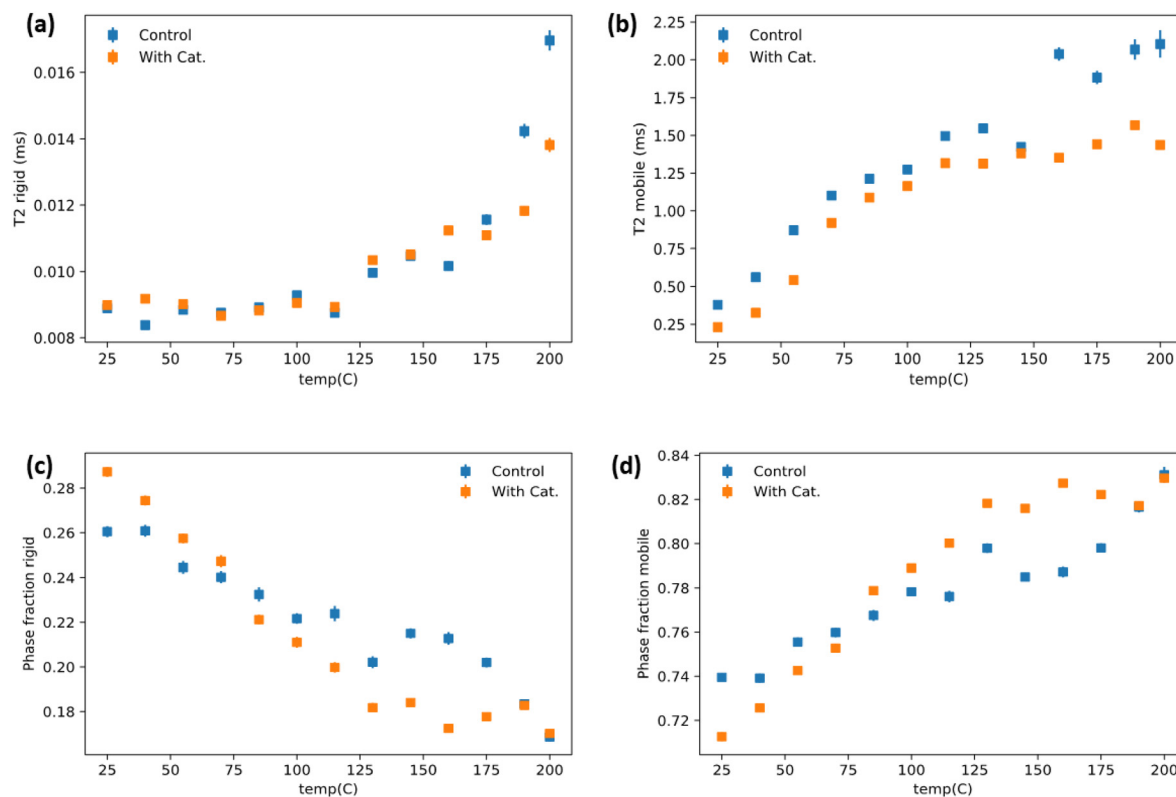 (a)
Control
With Cat.
0.016
0.014
0.012
0.010
0.008
T2 rigid (ms)
25 50 75 100 125 150 175 200
temp(C)
(b)
Control
With Cat.
2.25
2.00
1.75
1.50
1.25
1.00
0.75
0.50
0.25
T2 mobile (ms)
25 50 75 100 125 150 175 200
temp(C)
(c)
Control
With Cat.
0.28
0.26
0.24
0.22
0.20
0.18
Phase fraction rigid
25 50 75 100 125 150 175 200
temp(C)
(d)
Control
With Cat.
0.84
0.82
0.80
0.78
0.76
0.74
0.72
Phase fraction mobile
25 50 75 100 125 150 175 200
temp(C)